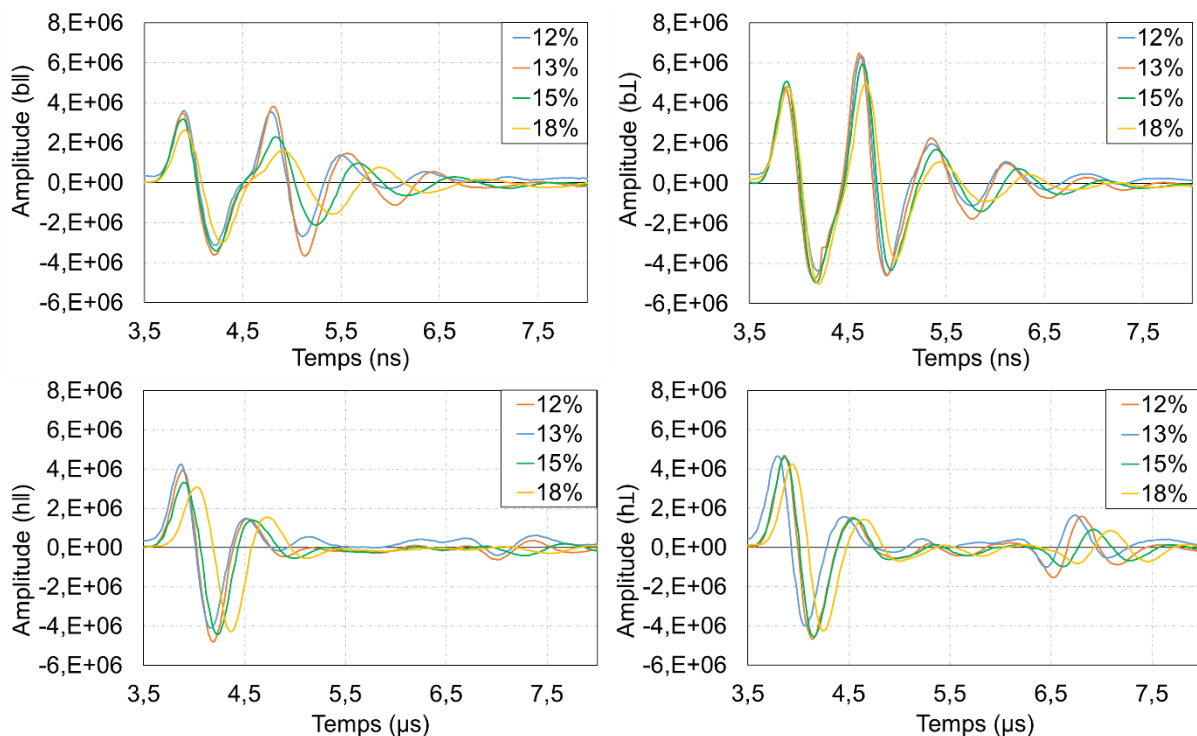 8,E+06
6,E+06
4,E+06
2,E+06
0,E+00
-2,E+06
-4,E+06
-6,E+06
Amplitude (b||)
12%
13%
15%
18%
3,5
4,5
5,5
6,5
7,5
Temps (ns)
8,E+06
6,E+06
4,E+06
2,E+06
0,E+00
-2,E+06
-4,E+06
-6,E+06
Amplitude (b⊥)
12%
13%
15%
18%
3,5
4,5
5,5
6,5
7,5
Temps (ns)
8,E+06
6,E+06
4,E+06
2,E+06
0,E+00
-2,E+06
-4,E+06
-6,E+06
Amplitude (h||)
12%
13%
15%
18%
3,5
4,5
5,5
6,5
7,5
Temps (µs)
8,E+06
6,E+06
4,E+06
2,E+06
0,E+00
-2,E+06
-4,E+06
-6,E+06
Amplitude (h⊥)
12%
13%
15%
18%
3,5
4,5
5,5
6,5
7,5
Temps (µs)